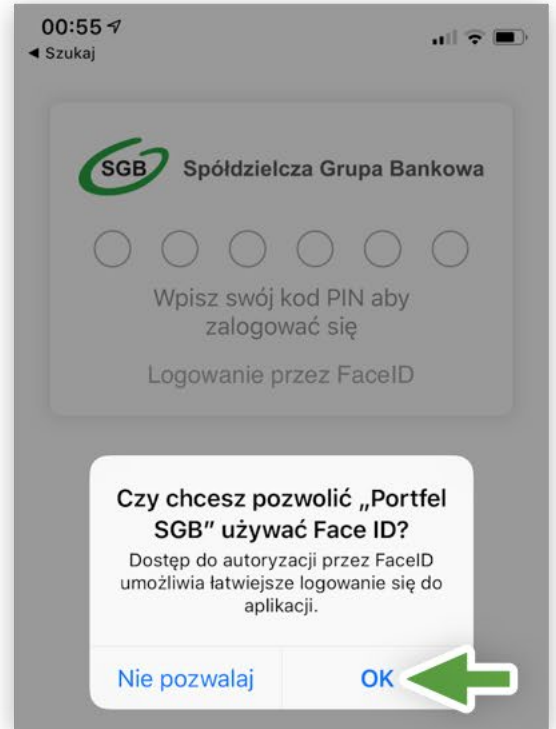 00:55
◀ Szukaj
SGB Spółdzielcza Grupa Bankowa
Wpisz swój kod PIN aby
zalogować się
Logowanie przez FaceID
Czy chcesz pozwolić „Portfel
SGB” używać Face ID?
Dostęp do autoryzacji przez FaceID
umożliwia łatwiejsze logowanie się do
aplikacji.
Nie pozwalaj OK